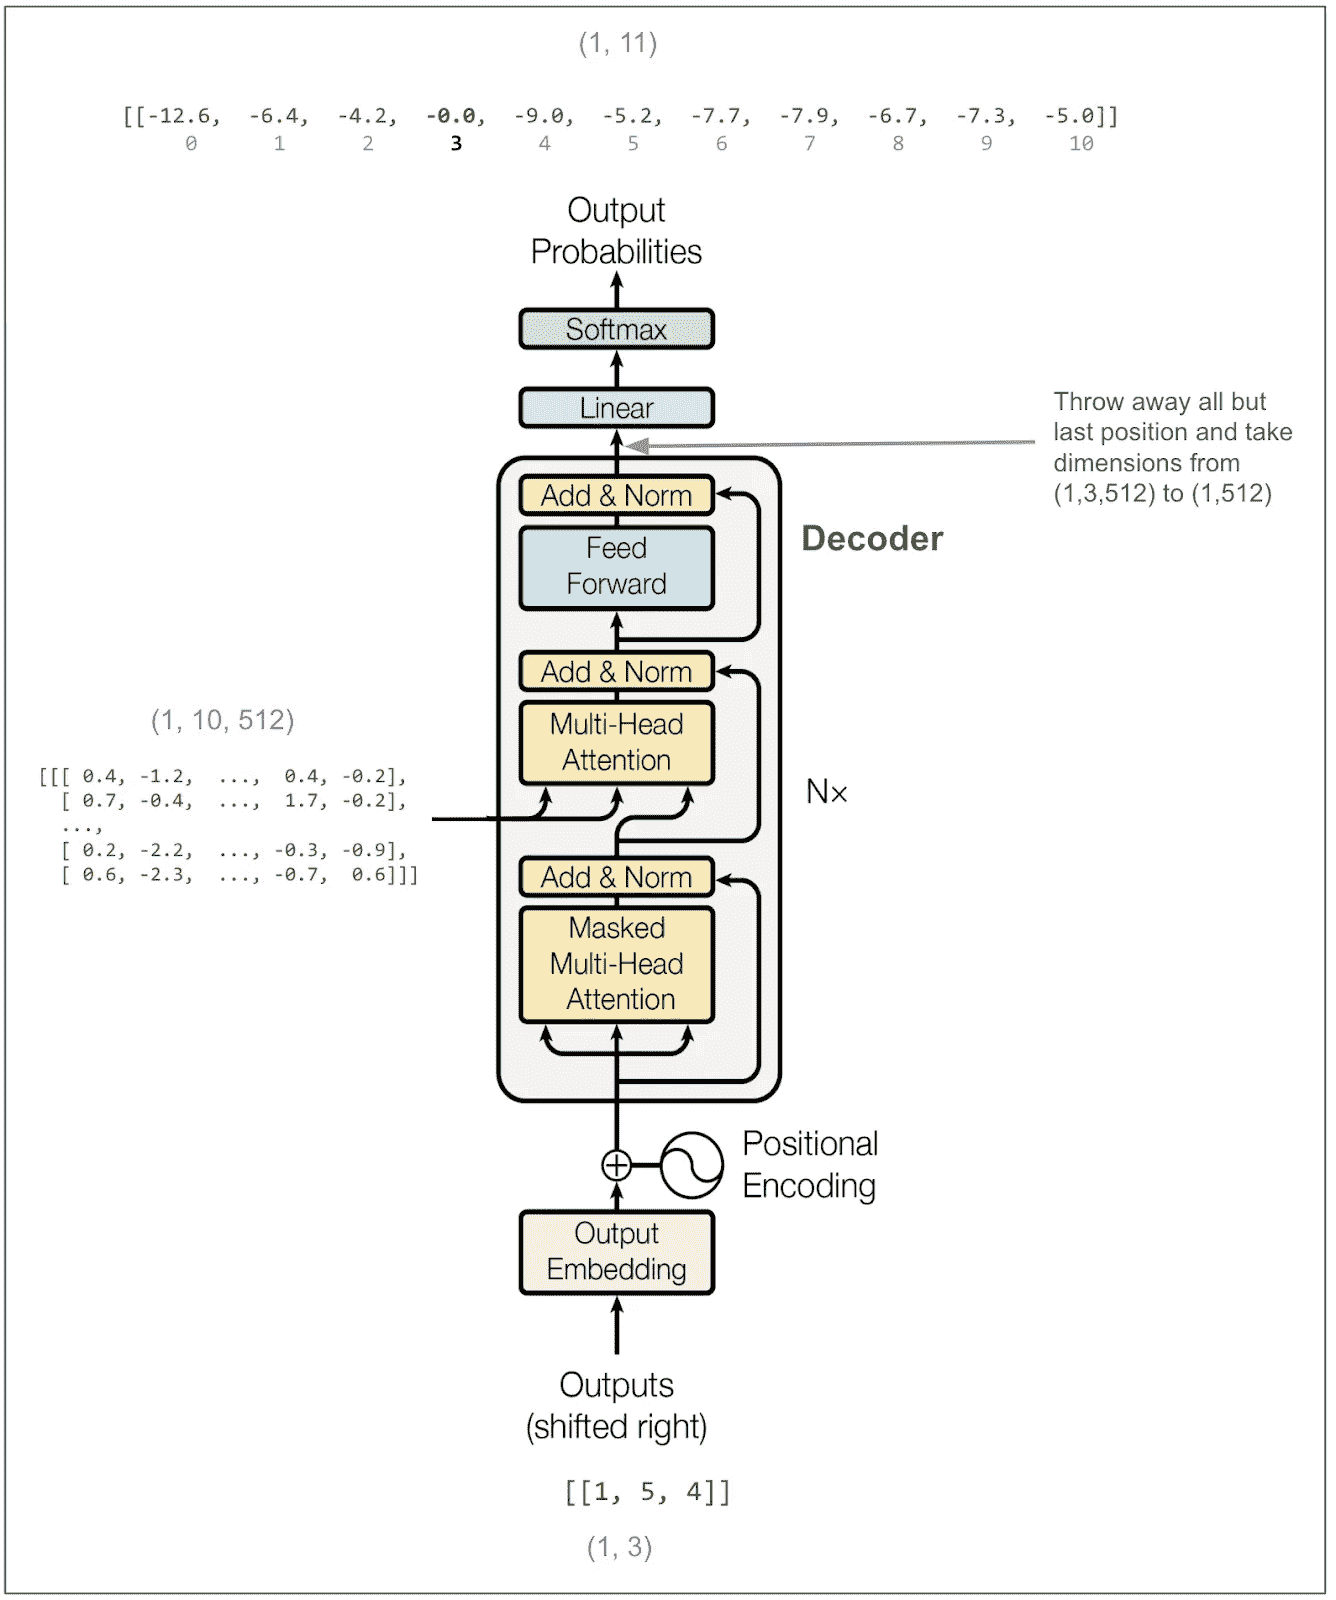 (1, 11)
[[-12.6, -6.4, -4.2, -0.0, -9.0, -5.2, -7.7, -7.9, -6.7, -7.3, -5.0]]
0 1 2 3 4 5 6 7 8 9 10
Output
Probabilities
Softmax
Linear
Throw away all but
last position and take
dimensions from
(1,3,512) to (1,512)
Add & Norm
Feed
Forward
Decoder
Add & Norm
Multi-Head
Attention
(1, 10, 512)
[[[ 0.4, -1.2, ..., 0.4, -0.2],
[ 0.7, -0.4, ..., 1.7, -0.2],
...,
[ 0.2, -2.2, ..., -0.3, -0.9],
[ 0.6, -2.3, ..., -0.7, 0.6]]]
N×
Add & Norm
Masked
Multi-Head
Attention
Positional
Encoding
Output
Embedding
Outputs
(shifted right)
[[1, 5, 4]]
(1, 3)